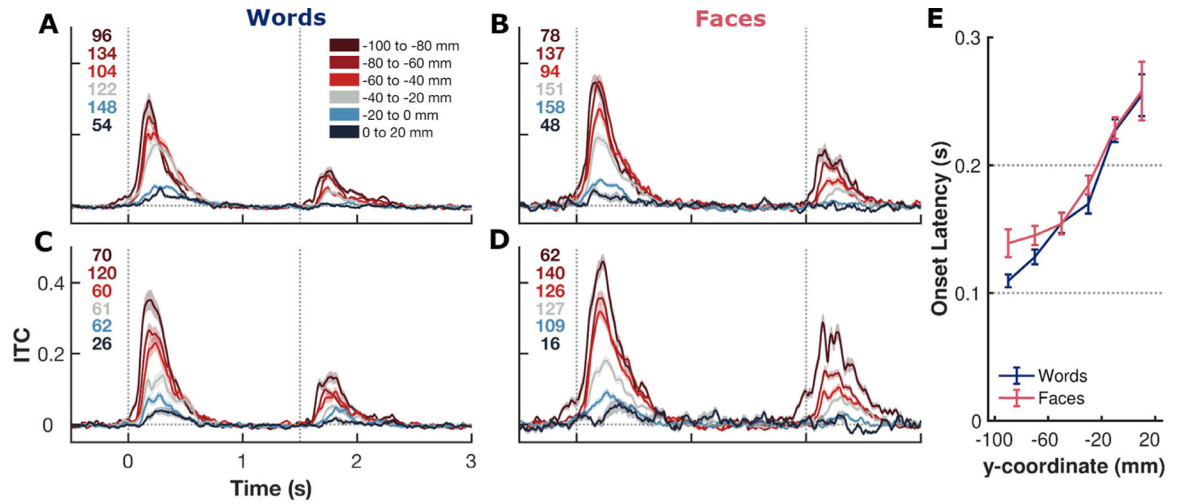 Words
Faces
A
96
134
104
122
148
54
-100 to -80 mm
-80 to -60 mm
-60 to -40 mm
-40 to -20 mm
-20 to 0 mm
0 to 20 mm
B
78
137
94
151
158
48
C
70
120
60
61
62
26
0.4
0.2
0
ITC
0 1 2 3
Time (s)
D
62
140
126
127
109
16
E
0.3
0.2
0.1
0
Onset Latency (s)
Words
Faces
-100 -60 -20 20
y-coordinate (mm)